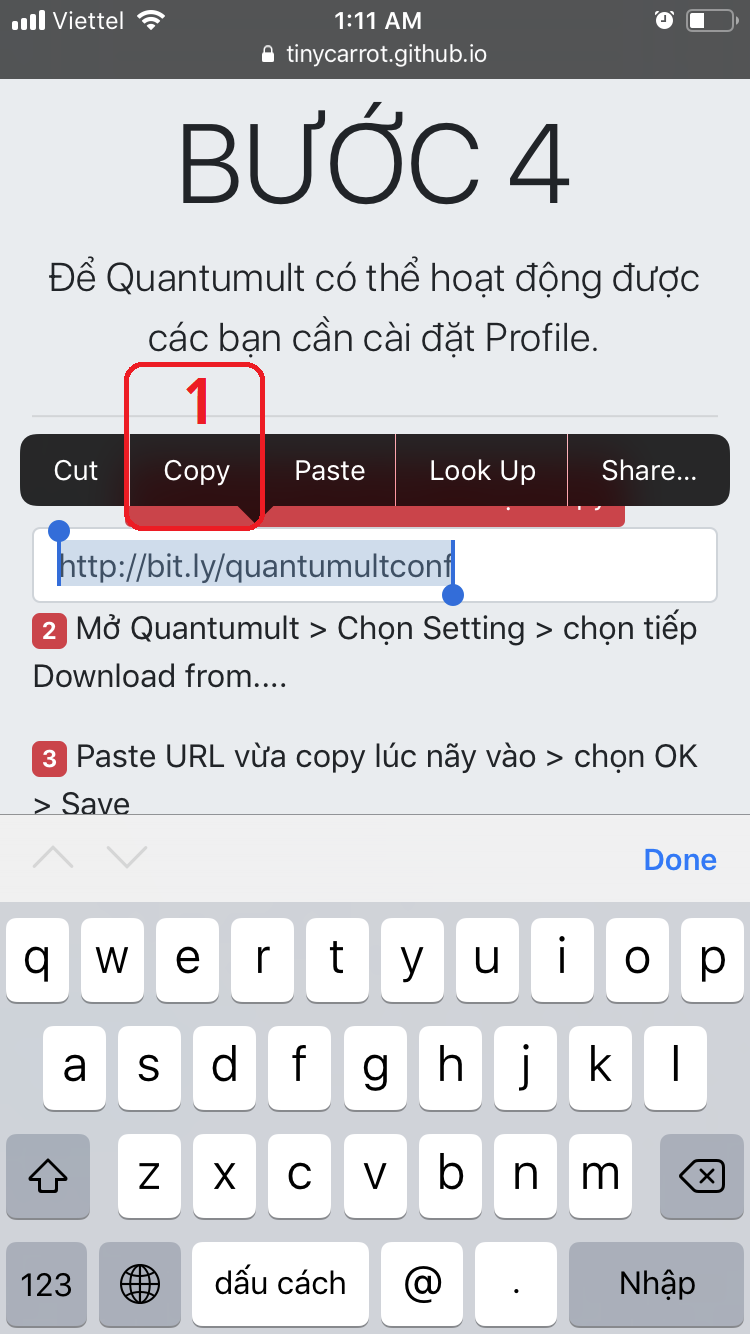 Viettel 1:11 AM
tinycarrot.github.io
BƯỚC 4
Để Quantumult có thể hoạt động được
các bạn cần cài đặt Profile.
1
Cut Copy Paste Look Up Share...
http://bit.ly/quantumultconf
2 Mở Quantumult > Chọn Setting > chọn tiếp
Download from....
3 Paste URL vừa copy lúc nãy vào > chọn OK
> Save
Done
q w e r t y u i o p
a s d f g h j k l
z x c v b n m
123 dấu cách @ . Nhập